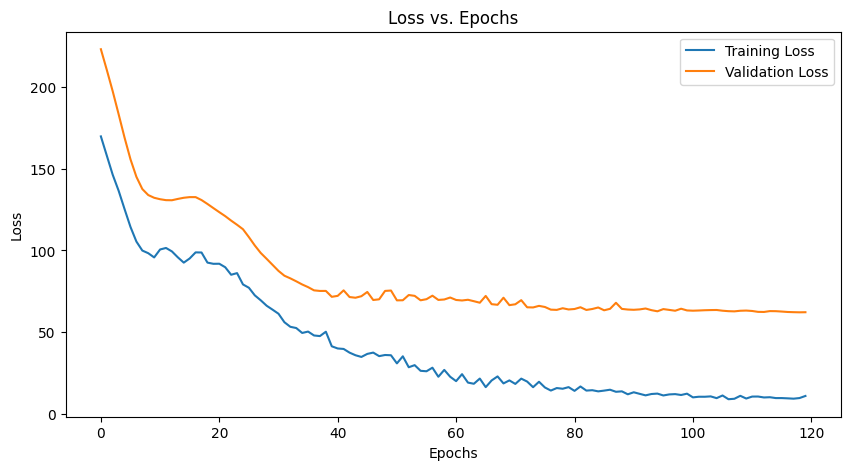 Loss vs. Epochs
Training Loss
Validation Loss
Loss
200
150
100
50
0
0 20 40 60 80 100 120
Epochs